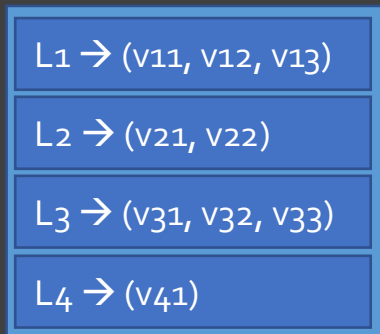 L1 → (v11, v12, v13)
L2 → (v21, v22)
L3 → (v31, v32, v33)
L4 → (v41)